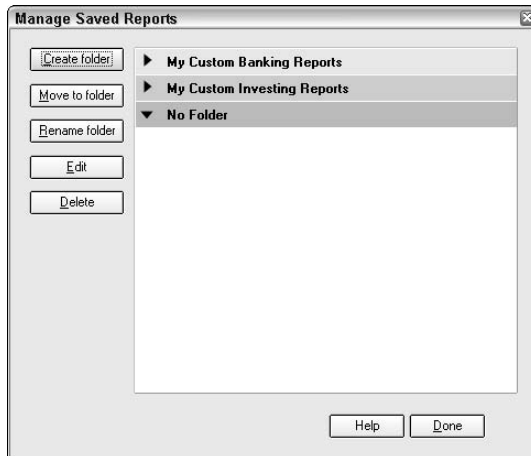 Manage Saved Reports
Create folder
Move to folder
Rename folder
Edit
Delete
My Custom Banking Reports
My Custom Investing Reports
No Folder
Help
Done